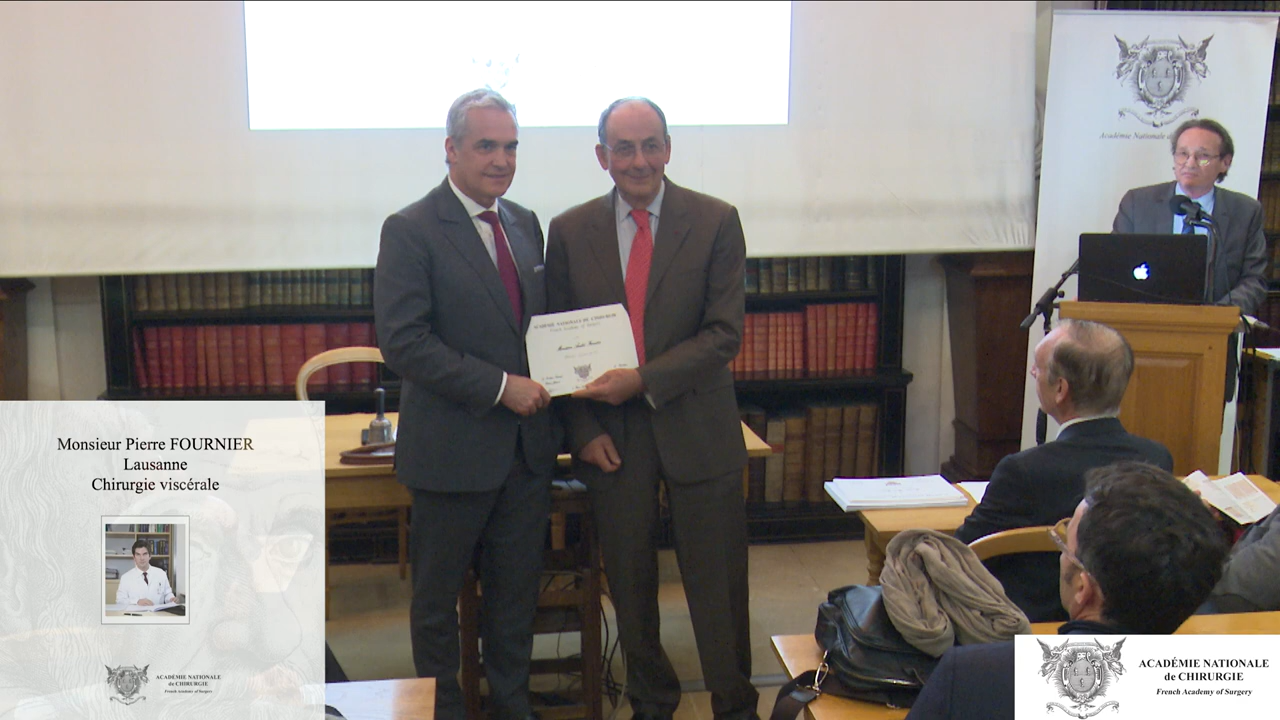 Académie Nationale d
ACADÉMIE NATIONALE DE CHIRURGIE
French Academy of Surgery
Monsieur Pierre FOURNIER
Lausanne
Chirurgie viscérale
ACADÉMIE NATIONALE
de CHIRURGIE
French Academy of Surgery
ACADÉMIE NATIONALE
de CHIRURGIE
French Academy of Surgery